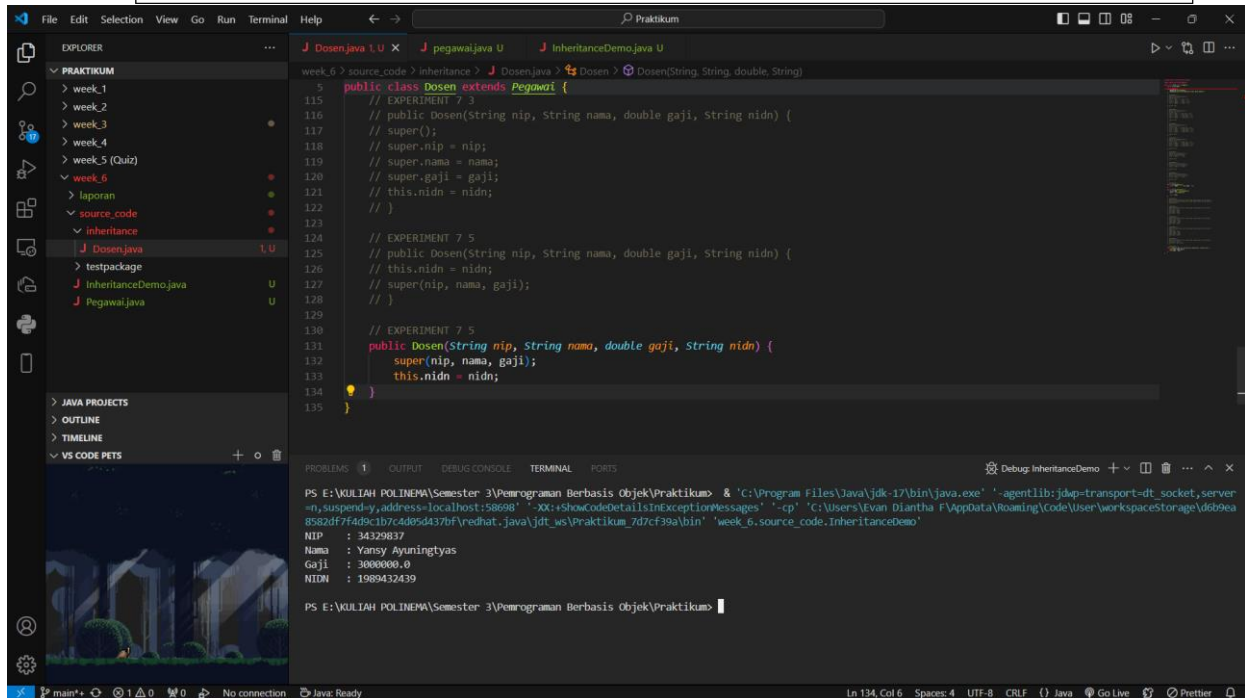 File Edit Selection View Go Run Terminal Help
Praktikum
EXPLORER
PRAKTIKUM
week_1
week_2
week_3
week_4
week_5 (Quiz)
week_6
laporan
source_code
inheritance
J Dosen.java 1, U
testpackage
J InheritanceDemo.java U
J Pegawai.java U
JAVA PROJECTS
OUTLINE
TIMELINE
VS CODE PETS
17
J Dosen.java 1, U J pegawai.java U J InheritanceDemo.java U
week_6 > source_code > inheritance > J Dosen.java > Dosen > Dosen(String, String, double, String)
5 public class Dosen extends Pegawai {
115 // EXPERIMENT 7 3
116 // public Dosen(String nip, String nama, double gaji, String nidn) {
117 // super();
118 // super.nip = nip;
119 // super.nama = nama;
120 // super.gaji = gaji;
121 // this.nidn = nidn;
122 // }
123
124 // EXPERIMENT 7 5
125 // public Dosen(String nip, String nama, double gaji, String nidn) {
126 // this.nidn = nidn;
127 // super(nip, nama, gaji);
128 // }
129
130 // EXPERIMENT 7 5
131 public Dosen(String nip, String nama, double gaji, String nidn) {
132 super(nip, nama, gaji);
133 this.nidn = nidn;
134 }
135 }
PROBLEMS 1 OUTPUT DEBUG CONSOLE TERMINAL PORTS
Debug: InheritanceDemo
PS E:\KULIAH POLINEMA\Semester 3\Pemrograman Berbasis Objek\Praktikum> & 'C:\Program Files\Java\jdk-17\bin\java.exe' '-agentlib:jdwp=transport=dt_socket,server
=n,suspend=y,address=localhost:58698' '-XX:+ShowCodeDetailsInExceptionMessages' '-cp' 'C:\Users\Evan Diantha F\AppData\Roaming\Code\User\workspaceStorage\d6b9ea
8582df7f4d9c1b7c4d05d437bf\redhat.java\jdt_ws\Praktikum_7d7cf39a\bin' 'week_6.source_code.InheritanceDemo'
NIP : 34329837
Nama : Yansy Ayuningtyas
Gaji : 3000000.0
NIDN : 1989432439
PS E:\KULIAH POLINEMA\Semester 3\Pemrograman Berbasis Objek\Praktikum>
main*+ 1 0 0 No connection Java: Ready Ln 134, Col 6 Spaces: 4 UTF-8 CRLF {} Java Go Live Prettier